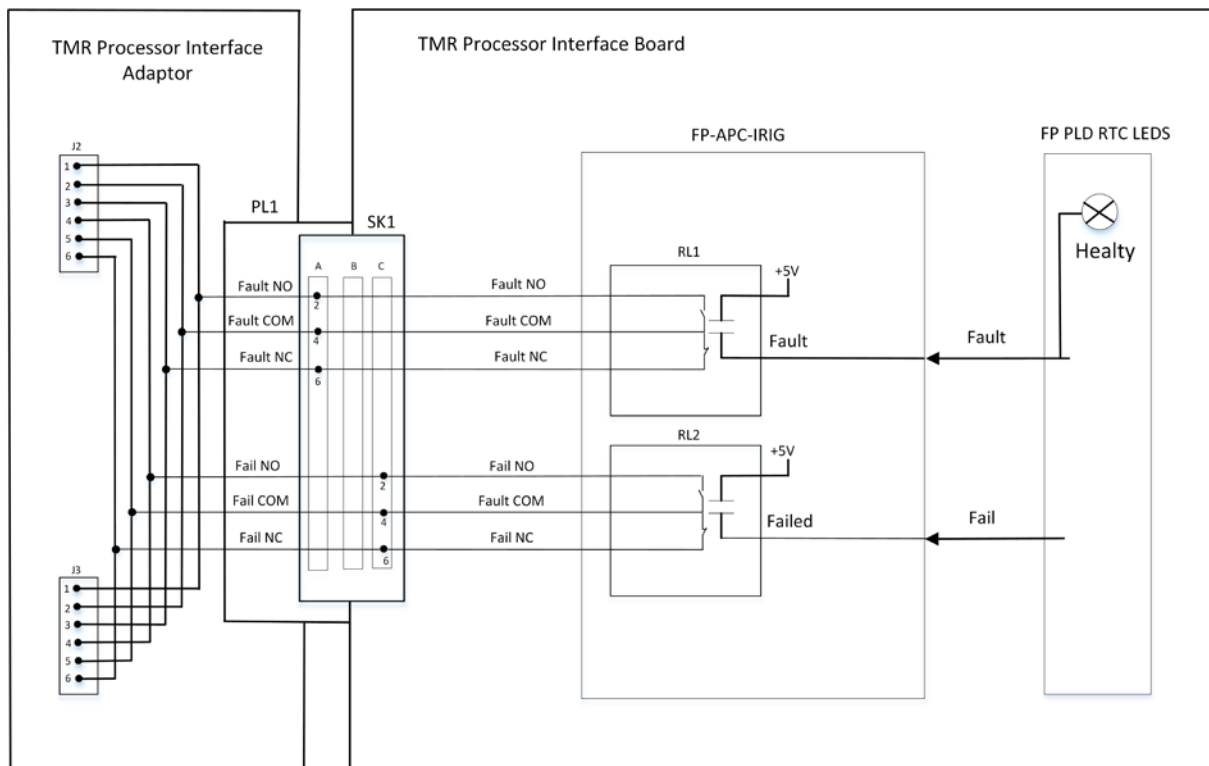 TMR Processor Interface
Adaptor
TMR Processor Interface Board
FP-APC-IRIG
FP PLD RTC LEDS
J2
1
2
3
4
5
6
PL1
SK1
A B C
Healty
RL1
+5V
Fault NO
2
Fault NO
Fault COM
4
Fault COM
Fault NC
6
Fault NC
Fault
Fault
RL2
+5V
Fail NO
2
Fail NO
Fail COM
4
Fault COM
Fail NC
6
Fail NC
Failed
Fail
J3
1
2
3
4
5
6